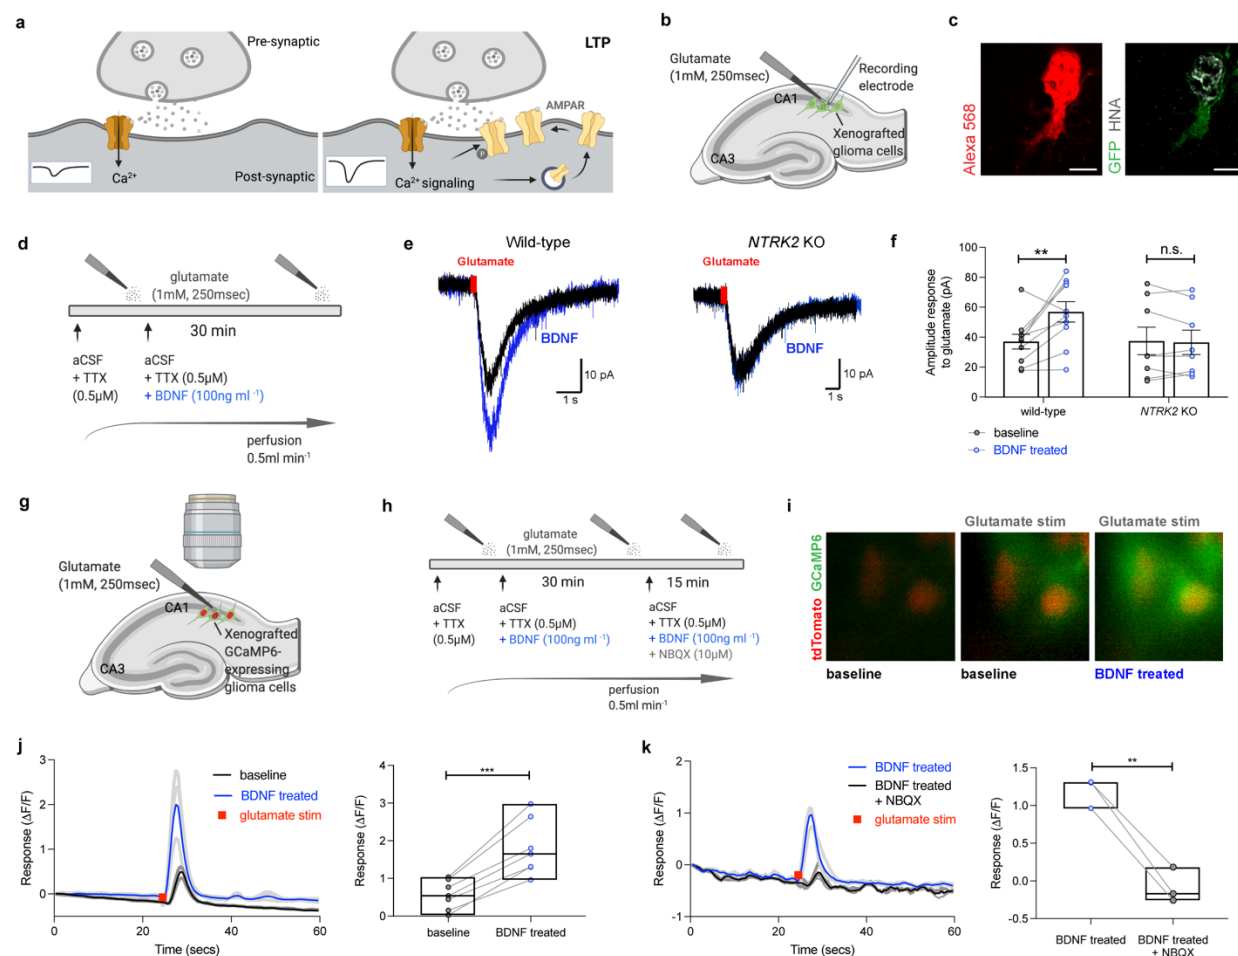 a
Pre-synaptic
Ca²⁺
Post-synaptic
LTP
AMPAR
P
Ca²⁺ signaling
b
Glutamate
(1mM, 250msec)
Recording
electrode
CA1
CA3
Xenografted
glioma cells
c
Alexa 568
GFP HNA
d
glutamate
(1mM, 250msec)
30 min
aCSF
+ TTX
(0.5µM)
aCSF
+ TTX (0.5µM)
+ BDNF (100ng ml⁻¹)
perfusion
0.5ml min⁻¹
e
Wild-type
Glutamate
BDNF
10 pA
1 s
NTRK2 KO
Glutamate
BDNF
10 pA
1 s
f
Amplitude response
to glutamate (pA)
100
80
60
40
20
0
**
n.s.
wild-type
NTRK2 KO
baseline
BDNF treated
g
Glutamate
(1mM, 250msec)
CA1
CA3
Xenografted
GCaMP6-
expressing
glioma cells
h
glutamate
(1mM, 250msec)
30 min
15 min
aCSF
+ TTX
(0.5µM)
aCSF
+ TTX (0.5µM)
+ BDNF (100ng ml⁻¹)
aCSF
+ TTX (0.5µM)
+ BDNF (100ng ml⁻¹)
+ NBQX (10µM)
perfusion
0.5ml min⁻¹
i
Glutamate stim
Glutamate stim
tdTomato GCaMP6
baseline
baseline
BDNF treated
j
Response (ΔF/F)
3
2
1
0
0
20
40
60
Time (secs)
baseline
BDNF treated
glutamate stim
Response (ΔF/F)
4
3
2
1
0
***
baseline
BDNF treated
k
Response (ΔF/F)
2
1
0
-1
0
20
40
60
Time (secs)
BDNF treated
BDNF treated
+ NBQX
glutamate stim
Response (ΔF/F)
1.5
1.0
0.5
0.0
-0.5
**
BDNF treated
BDNF treated
+ NBQX